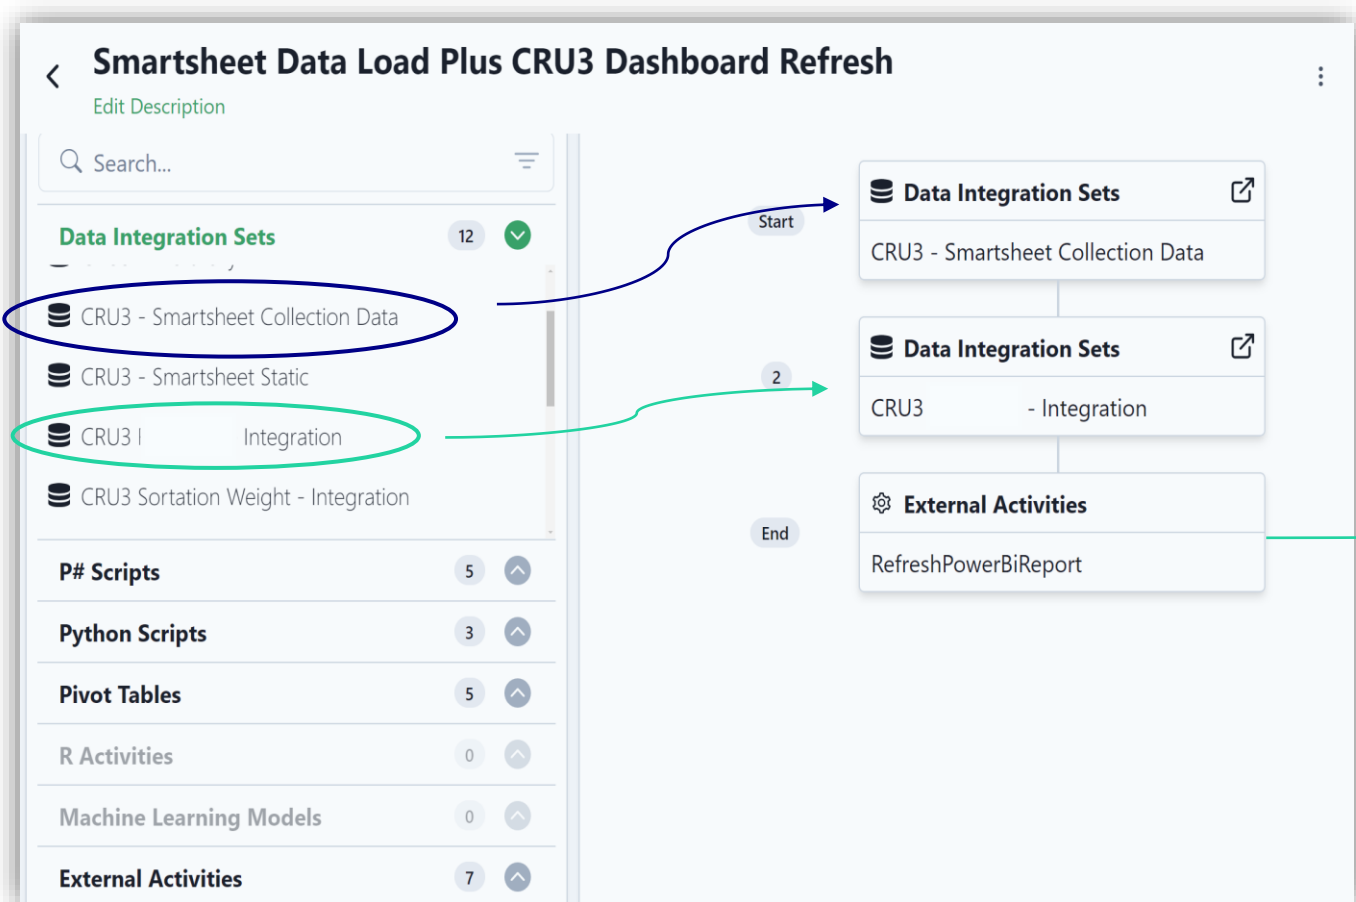 Smartsheet Data Load Plus CRU3 Dashboard Refresh
Edit Description
Search...
Data Integration Sets 12
CRU3 - Smartsheet Collection Data
CRU3 - Smartsheet Static
CRU3 Integration
CRU3 Sortation Weight - Integration
P# Scripts 5
Python Scripts 3
Pivot Tables 5
R Activities 0
Machine Learning Models 0
External Activities 7
Start
Data Integration Sets
CRU3 - Smartsheet Collection Data
2
Data Integration Sets
CRU3 - Integration
End
External Activities
RefreshPowerBiReport